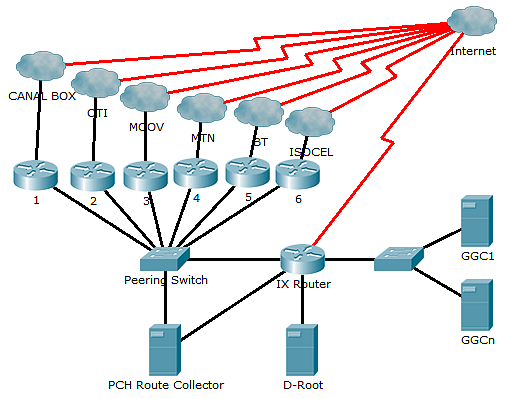 Internet
CANAL BOX
OTI
MOOV
MTN
BT
ISOCEL
1
2
3
4
5
6
Peering Switch
IX Router
GGC1
GGCn
PCH Route Collector
D-Root